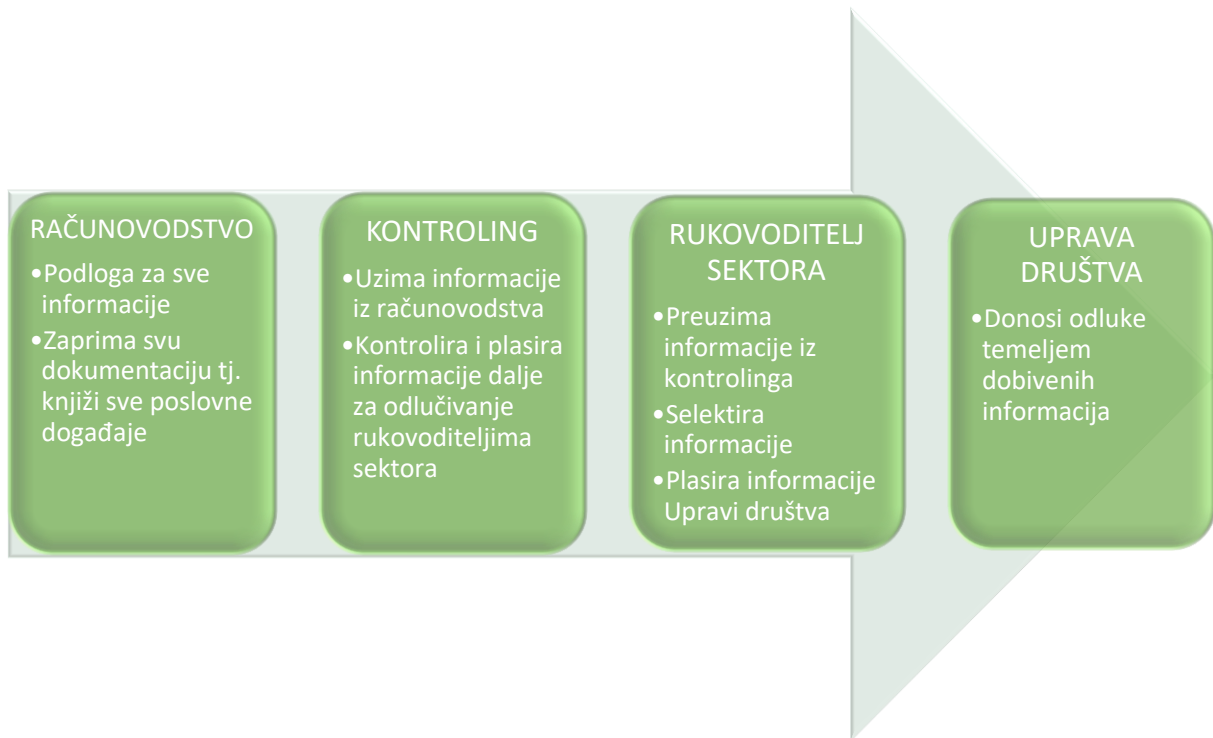 RAČUNOVODSTVO
•Podloga za sve
informacije
•Zaprima svu
dokumentaciju tj.
knjiži sve poslovne
događaje
KONTROLING
•Uzima informacije
iz računovodstva
•Kontrolira i plasira
informacije dalje
za odlučivanje
rukovoditeljima
sektora
RUKOVODITELJ
SEKTORA
•Preuzima
informacije iz
kontrolinga
•Selektira
informacije
•Plasira informacije
Upravi društva
UPRAVA
DRUŠTVA
•Donosi odluke
temeljem
dobivenih
informacija